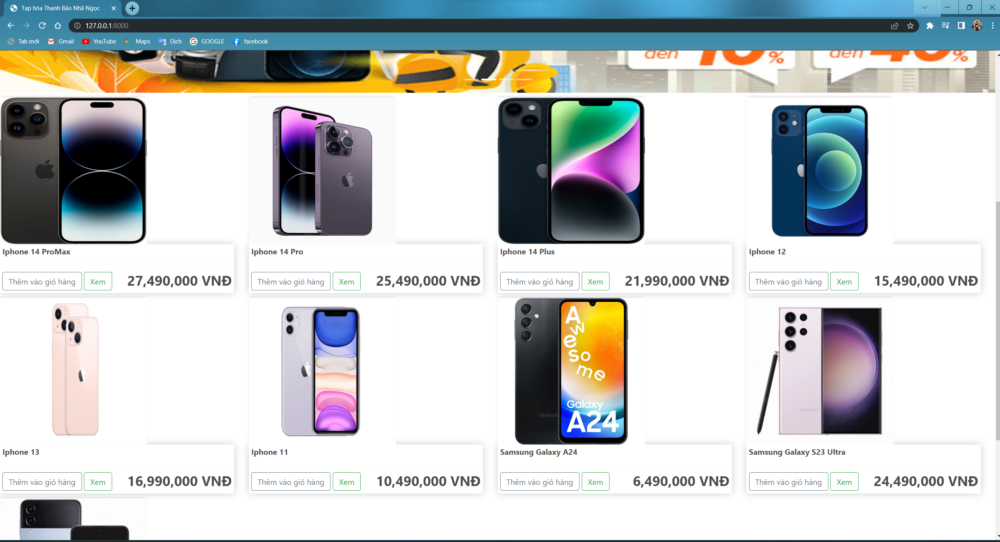 Tạp hóa Thanh Bảo Nhã Ngọc
127.0.0.1:8000
Tab mới Gmail YouTube Maps Dịch GOOGLE facebook
đến 10% đến 40%
Iphone 14 ProMax
Thêm vào giỏ hàng Xem 27,490,000 VNĐ
Iphone 14 Pro
Thêm vào giỏ hàng Xem 25,490,000 VNĐ
Iphone 14 Plus
Thêm vào giỏ hàng Xem 21,990,000 VNĐ
Iphone 12
Thêm vào giỏ hàng Xem 15,490,000 VNĐ
Iphone 13
Thêm vào giỏ hàng Xem 16,990,000 VNĐ
Iphone 11
Thêm vào giỏ hàng Xem 10,490,000 VNĐ
Awesome
Galaxy
A24
SAMSUN
Samsung Galaxy A24
Thêm vào giỏ hàng Xem 6,490,000 VNĐ
SAMSUNG
Samsung Galaxy S23 Ultra
Thêm vào giỏ hàng Xem 24,490,000 VNĐ